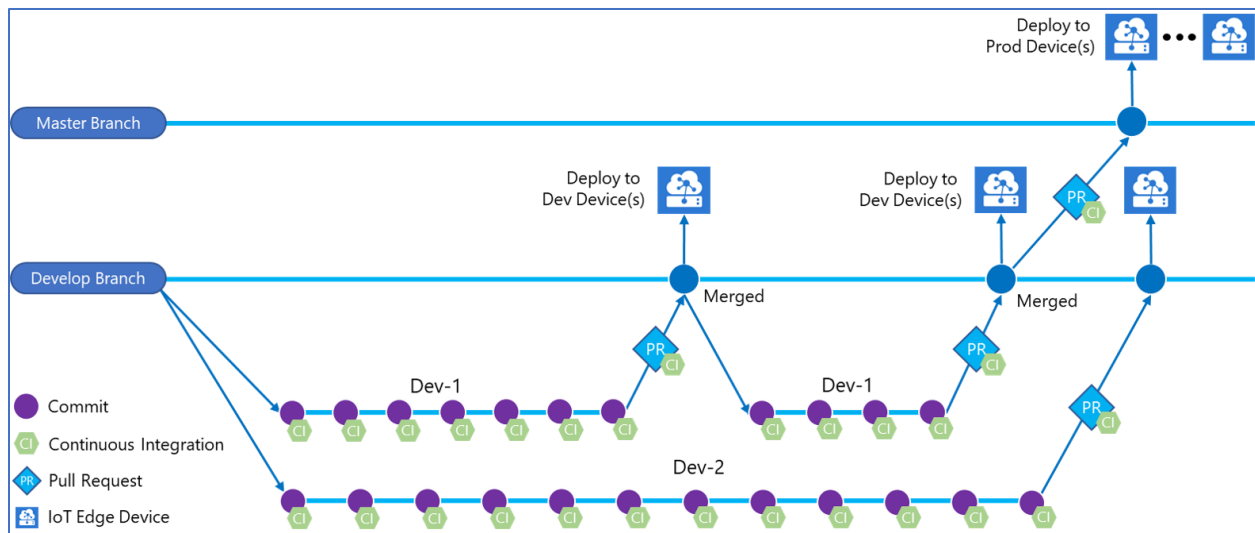 Deploy to
Prod Device(s)
Master Branch
Deploy to
Dev Device(s)
Deploy to
Dev Device(s)
PR
CI
Develop Branch
Merged
Merged
PR
CI
PR
CI
Dev-1
Dev-1
PR
CI
Commit
CI CI CI CI CI CI CI
CI CI CI CI
CI Continuous Integration
Dev-2
PR Pull Request
IoT Edge Device
CI CI CI CI CI CI CI CI CI CI CI CI